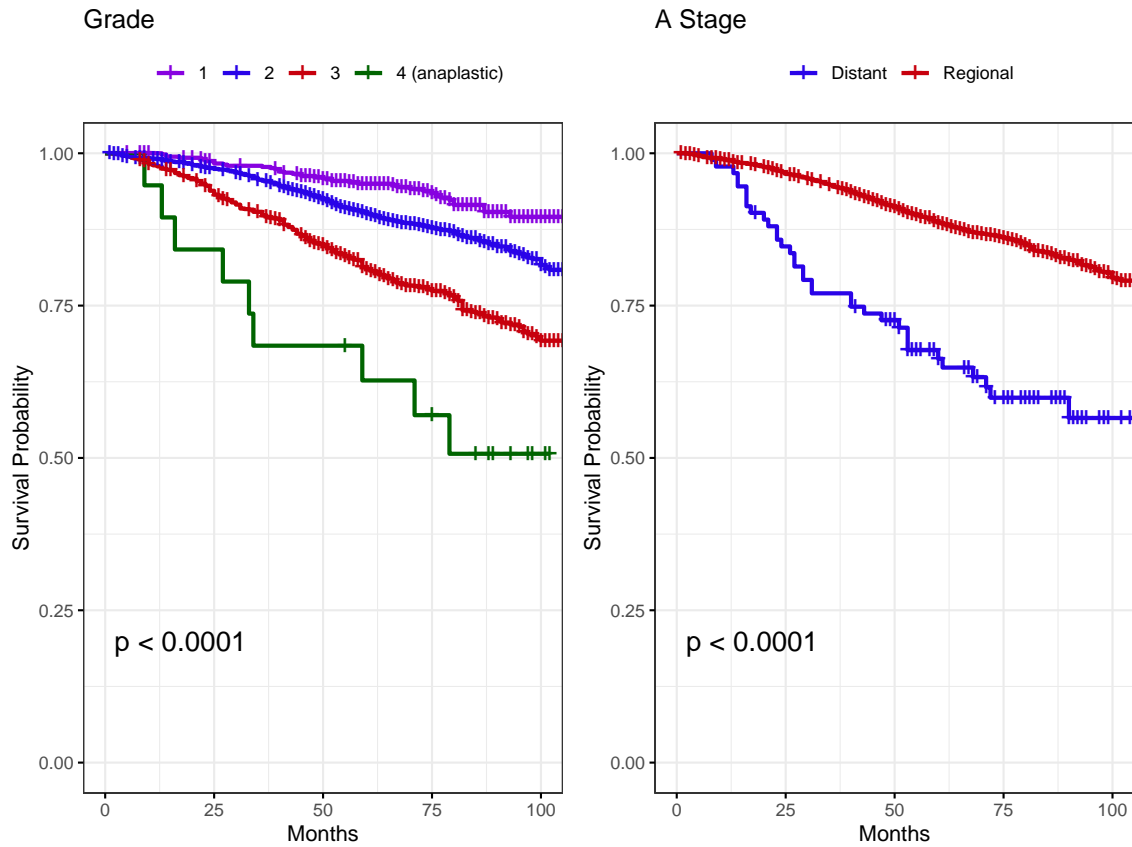 Grade
1 2 3 4 (anaplastic)
1.00
0.75
0.50
0.25
0.00
Survival Probability
p < 0.0001
0 25 50 75 100
Months
A Stage
Distant Regional
1.00
0.75
0.50
0.25
0.00
Survival Probability
p < 0.0001
0 25 50 75 100
Months